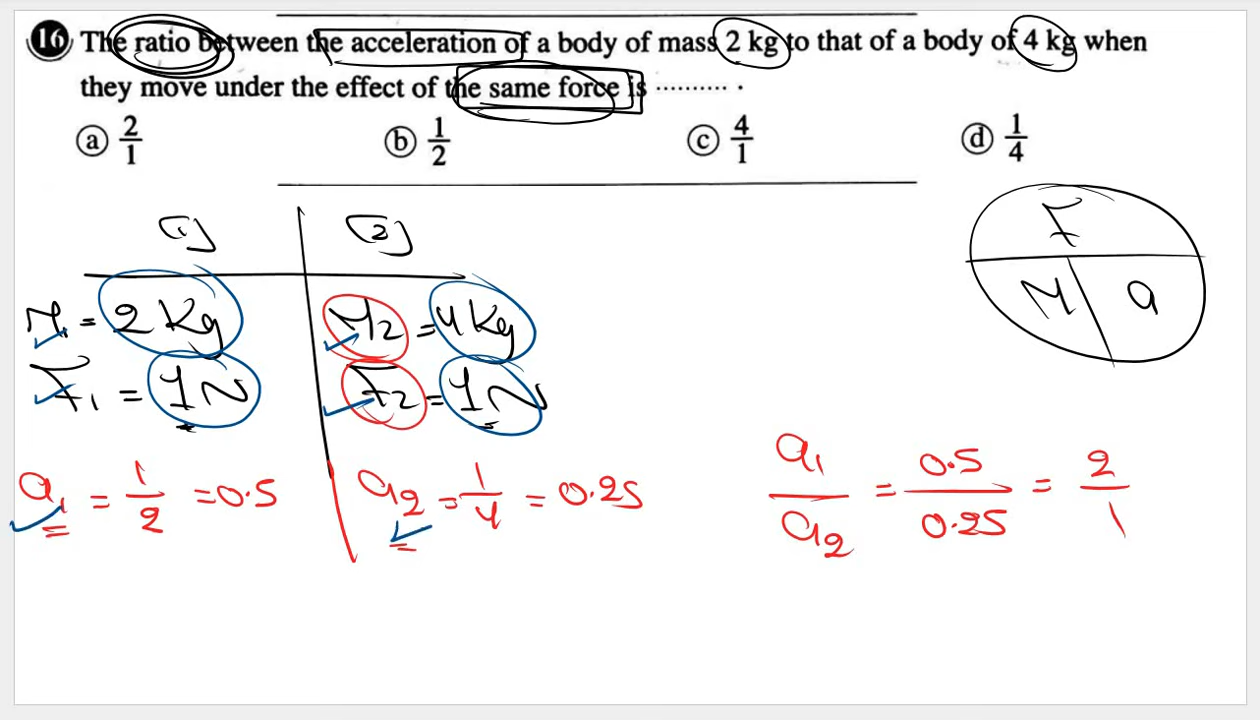 16 The ratio between the acceleration of a body of mass 2 kg to that of a body of 4 kg when
they move under the effect of the same force is .......... .
ⓐ 2/1 ⓑ 1/2 ⓒ 4/1 ⓓ 1/4
[1] [2]
F
M a
M₁ = 2 Kg M₂ = 4 Kg
F₁ = 1 N F₂ = 1 N
a₁ = 1/2 = 0.5 a₂ = 1/4 = 0.25 a₁/a₂ = 0.5/0.25 = 2/1